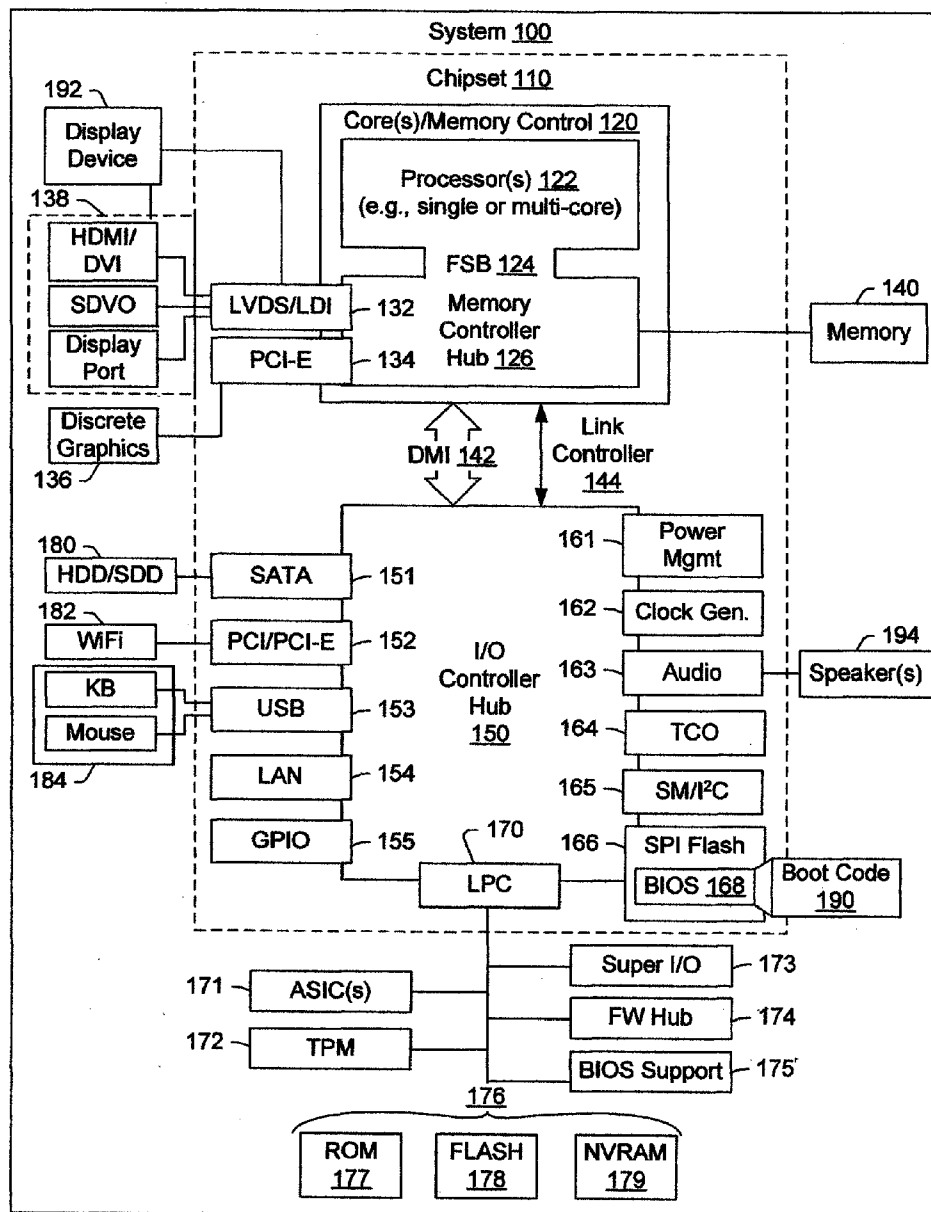 System 100
Chipset 110
192
Display
Device
Core(s)/Memory Control 120
Processor(s) 122
(e.g., single or multi-core)
138
HDMI/
DVI
SDVO
Display
Port
FSB 124
LVDS/LDI
132
Memory
Controller
Hub 126
PCI-E
134
140
Memory
Discrete
Graphics
136
DMI 142
Link
Controller
144
180
HDD/SDD
SATA
151
161
Power
Mgmt
182
WiFi
PCI/PCI-E
152
162
Clock Gen.
KB
Mouse
184
USB
153
I/O
Controller
Hub
150
163
Audio
194
Speaker(s)
164
TCO
LAN
154
165
SM/I²C
GPIO
155
170
LPC
166
SPI Flash
BIOS 168
Boot Code
190
171
ASIC(s)
Super I/O
173
172
TPM
FW Hub
174
BIOS Support
175
176
ROM
177
FLASH
178
NVRAM
179